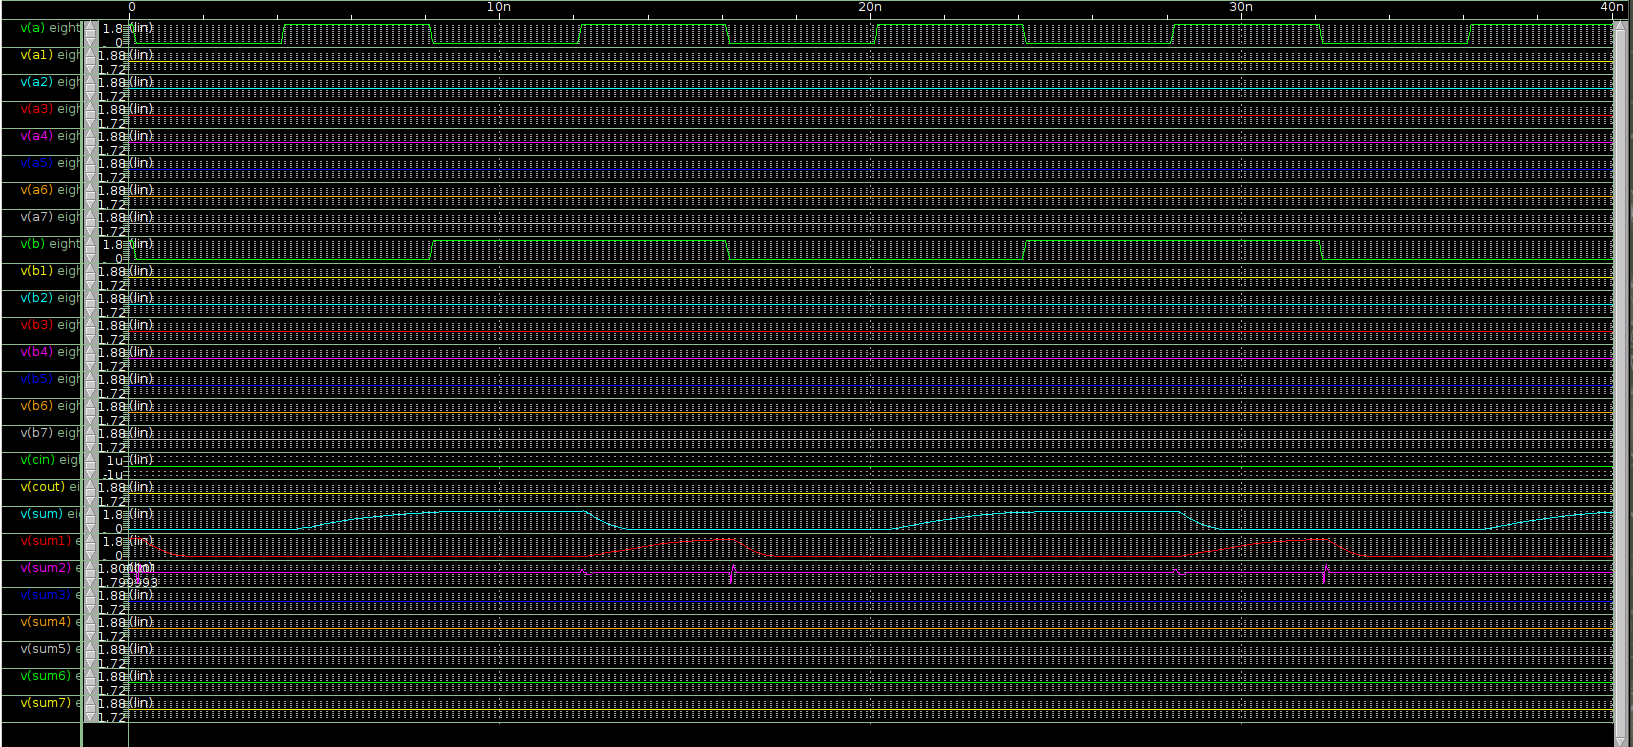 0 10n 20n 30n 40n
v(a) eight 1.8 (lin)
0
v(a1) eigh 1.88 (lin)
1.72
v(a2) eigh 1.88 (lin)
1.72
v(a3) eigh 1.88 (lin)
1.72
v(a4) eigh 1.88 (lin)
1.72
v(a5) eigh 1.88 (lin)
1.72
v(a6) eigh 1.88 (lin)
1.72
v(a7) eigh 1.88 (lin)
1.72
v(b) eight 1.8 (lin)
0
v(b1) eigh 1.88 (lin)
1.72
v(b2) eigh 1.88 (lin)
1.72
v(b3) eigh 1.88 (lin)
1.72
v(b4) eigh 1.88 (lin)
1.72
v(b5) eigh 1.88 (lin)
1.72
v(b6) eigh 1.88 (lin)
1.72
v(b7) eigh 1.88 (lin)
1.72
v(cin) eig 1u (lin)
-1u
v(cout) ei 1.88 (lin)
1.72
v(sum) ei 1.8 (lin)
0
v(sum1) e 1.8 (lin)
0
v(sum2) e
v(sum3) e 1.88 (lin)
1.72
v(sum4) e 1.88 (lin)
1.72
v(sum5) e 1.88 (lin)
1.72
v(sum6) e 1.88 (lin)
1.72
v(sum7) e 1.88 (lin)
1.72